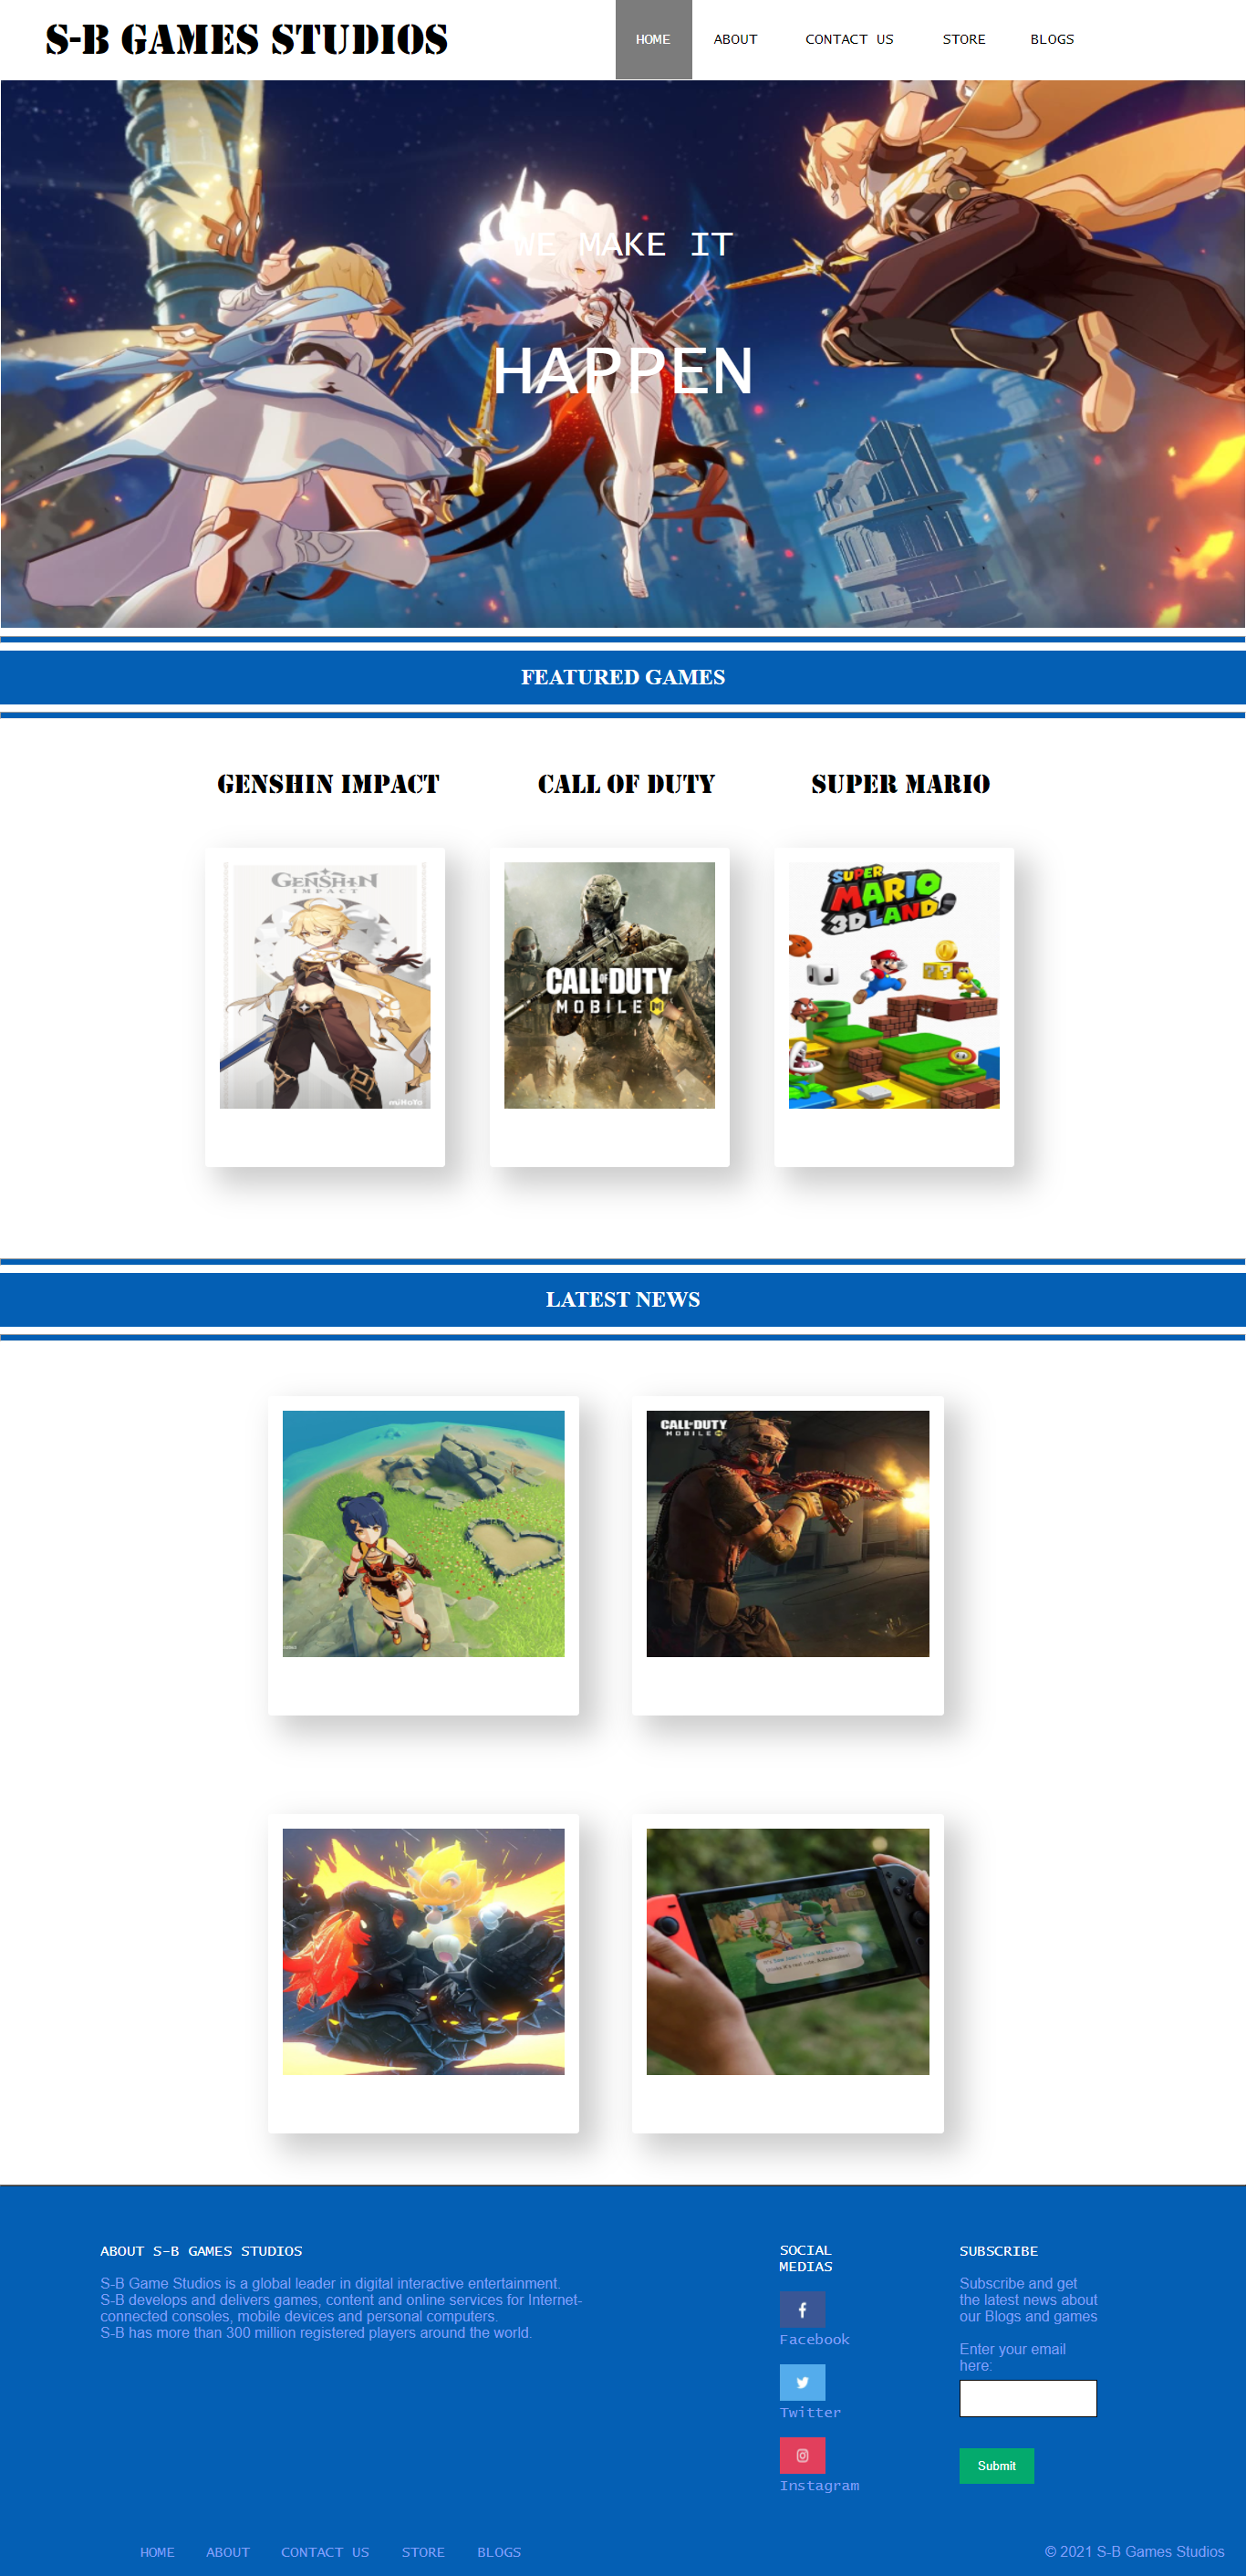 S-B GAMES STUDIOS
HOME ABOUT CONTACT US STORE BLOGS
WE MAKE IT
HAPPEN
FEATURED GAMES
GENSHIN IMPACT CALL OF DUTY SUPER MARIO
GENSHIN
IMPACT
miHoYo
CALL OF DUTY
MOBILE
SUPER
MARIO
3D LAND
LATEST NEWS
CALL OF DUTY
MOBILE
ABOUT S-B GAMES STUDIOS
S-B Game Studios is a global leader in digital interactive entertainment.
S-B develops and delivers games, content and online services for Internet-
connected consoles, mobile devices and personal computers.
S-B has more than 300 million registered players around the world.
SOCIAL
MEDIAS
Facebook
Twitter
Instagram
SUBSCRIBE
Subscribe and get
the latest news about
our Blogs and games
Enter your email
here:
Submit
HOME ABOUT CONTACT US STORE BLOGS
© 2021 S-B Games Studios